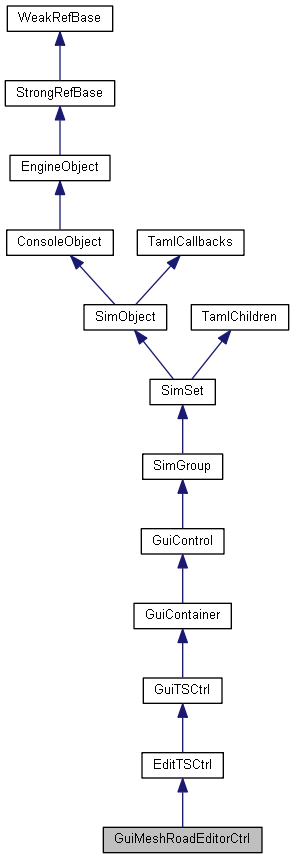 WeakRefBase
StrongRefBase
EngineObject
ConsoleObject
TamlCallbacks
SimObject
TamlChildren
SimSet
SimGroup
GuiControl
GuiContainer
GuiTSCtrl
EditTSCtrl
GuiMeshRoadEditorCtrl